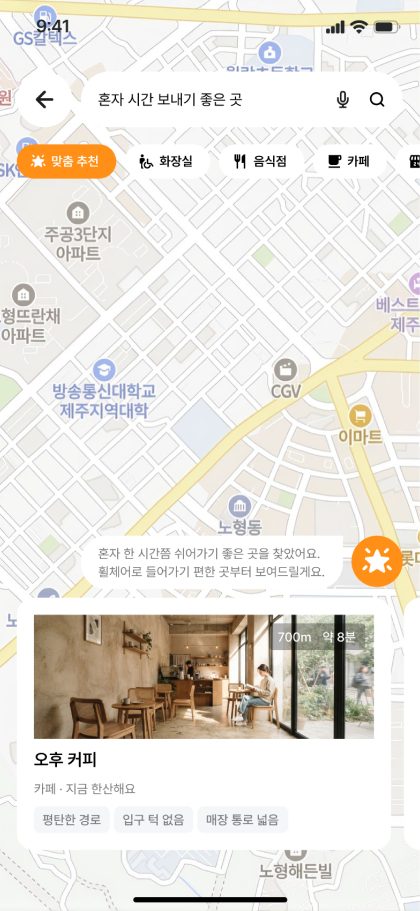 9:41
GS칼텍스
원
혼자 시간 보내기 좋은 곳
맞춤 추천
화장실
음식점
카페
주공3단지
아파트
형뜨란채
아파트
베스트
제주
방송통신대학교
제주지역대학
CGV
이마트
노형동
혼자 한 시간쯤 쉬어가기 좋은 곳을 찾았어요.
휠체어로 들어가기 편한 곳부터 보여드릴게요.
700m 약 8분
오후 커피
카페 · 지금 한산해요
평탄한 경로
입구 턱 없음
매장 통로 넓음
노형해든빌